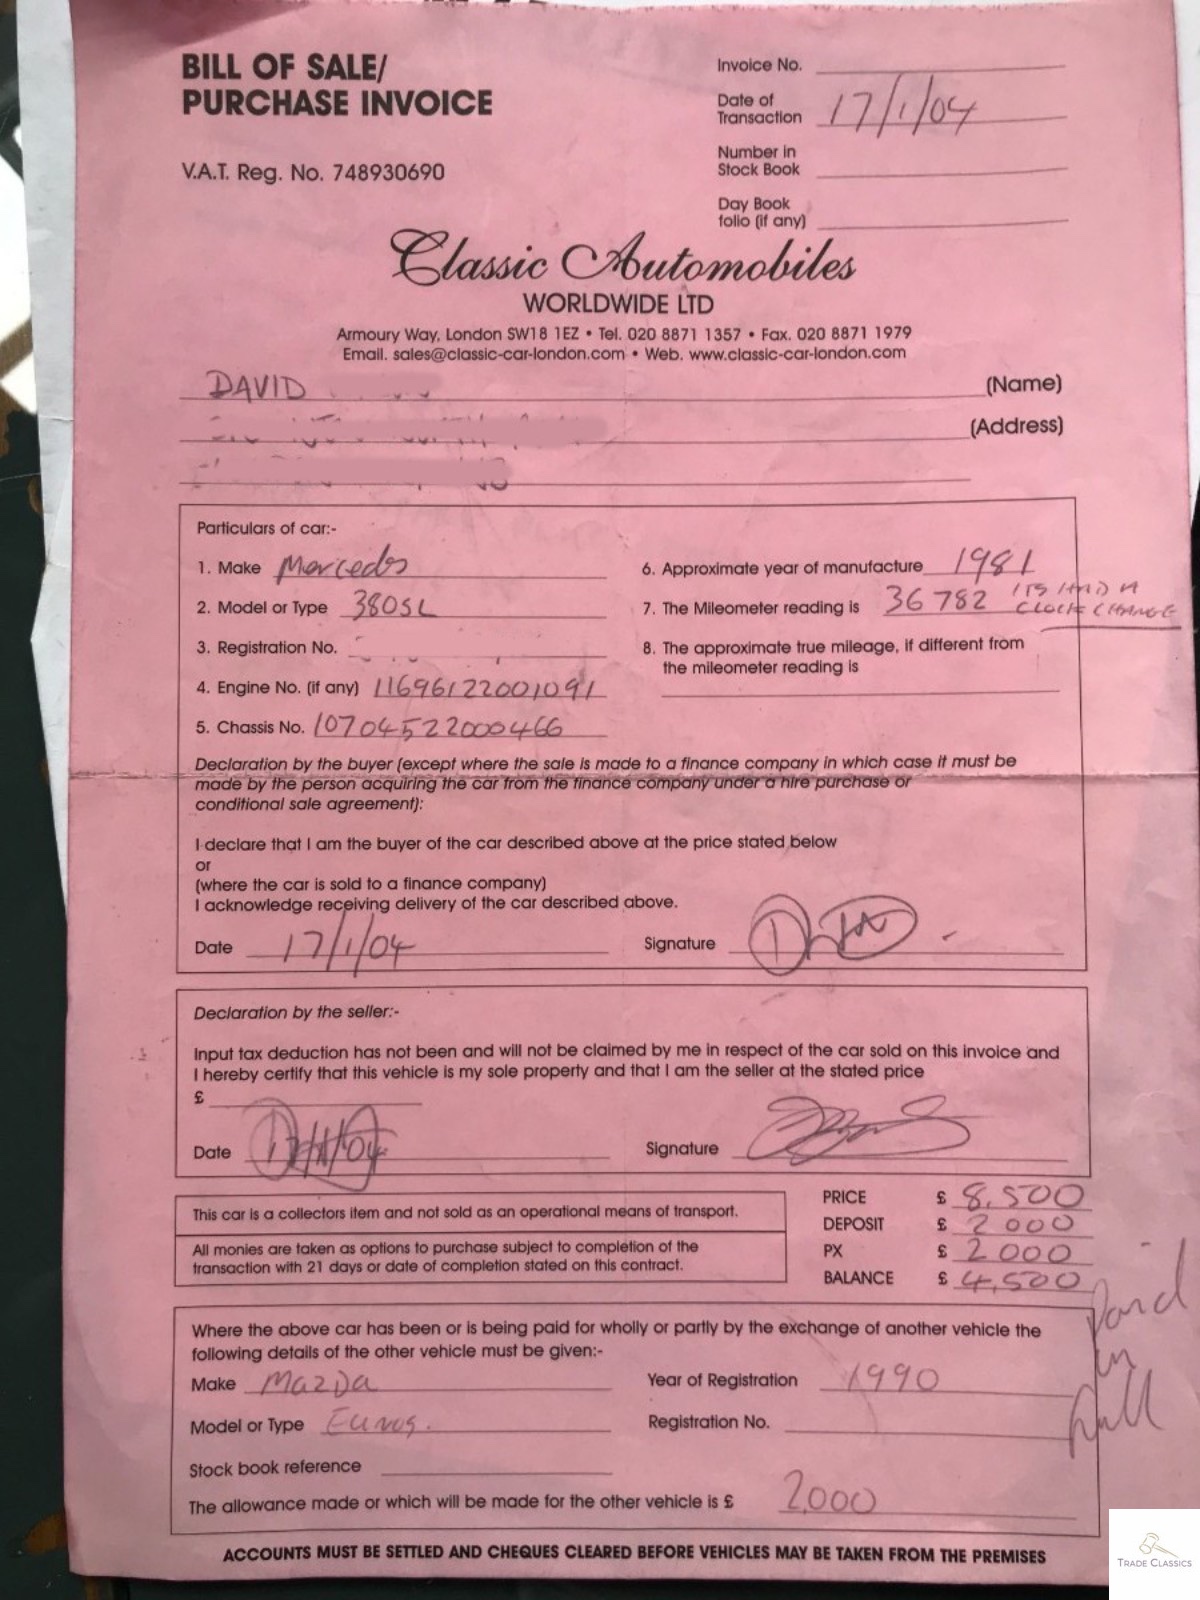 BILL OF SALE/
PURCHASE INVOICE
V.A.T. Reg. No. 748930690
Invoice No.
Date of Transaction 17/1/04
Number in Stock Book
Day Book folio (if any)
Classic Automobiles
WORLDWIDE LTD
Armoury Way, London SW18 1EZ • Tel. 020 8871 1357 • Fax. 020 8871 1979
Email. sales@classic-car-london.com • Web. www.classic-car-london.com
DAVID (Name)
(Address)
Particulars of car:-
1. Make Mercedes
2. Model or Type 380SL
3. Registration No.
4. Engine No. (if any) 11696122001091
5. Chassis No. 10704522000466
6. Approximate year of manufacture 1981
7. The Mileometer reading is 36782 ITS HAD A CLOCK CHANGE
8. The approximate true mileage, if different from
the mileometer reading is
Declaration by the buyer (except where the sale is made to a finance company in which case it must be
made by the person acquiring the car from the finance company under a hire purchase or
conditional sale agreement):
I declare that I am the buyer of the car described above at the price stated below
or
(where the car is sold to a finance company)
I acknowledge receiving delivery of the car described above.
Date 17/1/04 Signature
Declaration by the seller:-
Input tax deduction has not been and will not be claimed by me in respect of the car sold on this invoice and
I hereby certify that this vehicle is my sole property and that I am the seller at the stated price
£
Date 17/1/04 Signature
This car is a collectors item and not sold as an operational means of transport.
All monies are taken as options to purchase subject to completion of the
transaction with 21 days or date of completion stated on this contract.
PRICE £ 8,500
DEPOSIT £ 2000
PX £ 2000
BALANCE £ 4,500
Paid in full
Where the above car has been or is being paid for wholly or partly by the exchange of another vehicle the
following details of the other vehicle must be given:-
Make Mazda Year of Registration 1990
Model or Type Eunos. Registration No.
Stock book reference
The allowance made or which will be made for the other vehicle is £ 2,000
ACCOUNTS MUST BE SETTLED AND CHEQUES CLEARED BEFORE VEHICLES MAY BE TAKEN FROM THE PREMISES
TRADE CLASSICS